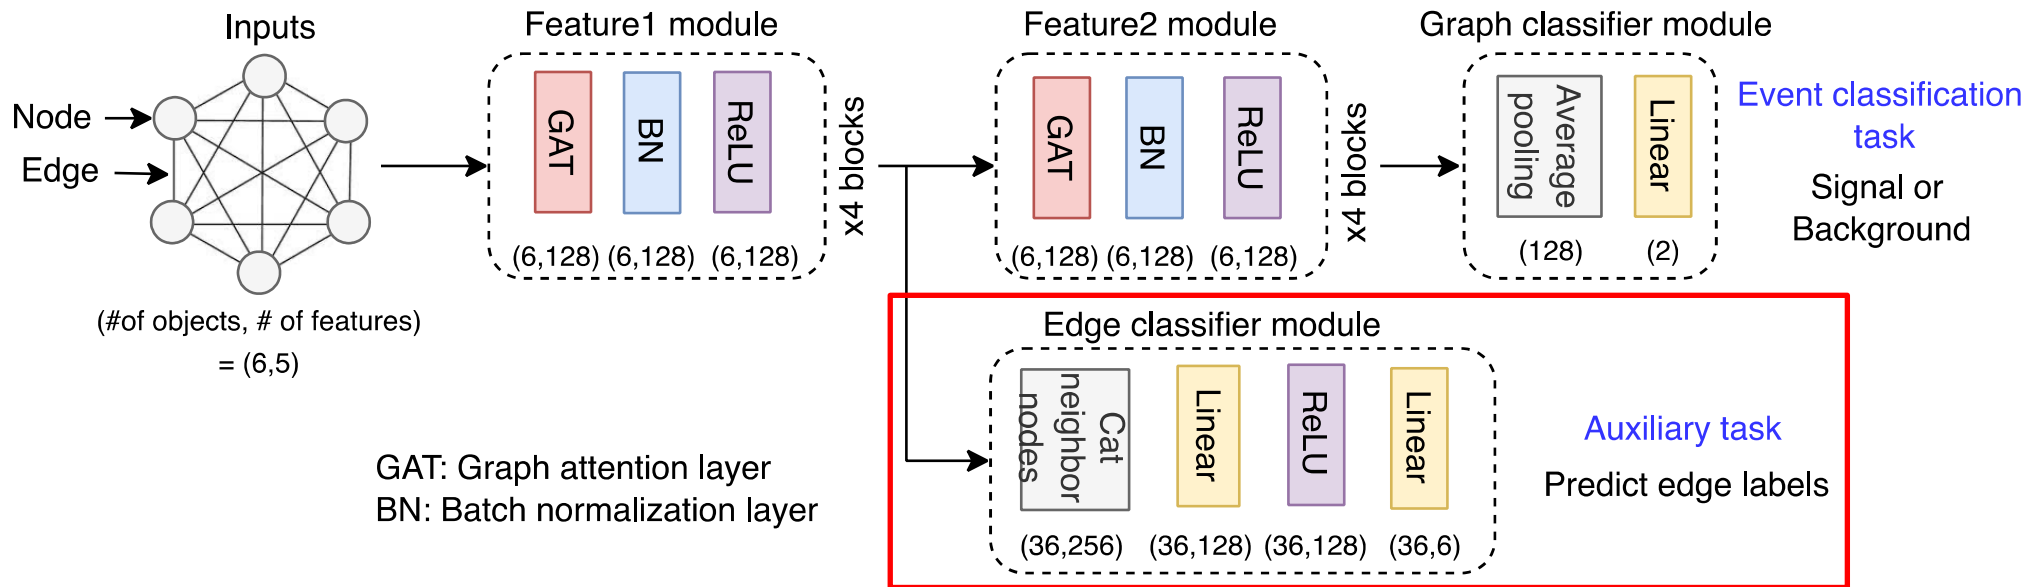 Inputs
Node
Edge
(#of objects, # of features)
= (6,5)
Feature1 module
GAT
BN
ReLU
(6,128)
(6,128)
(6,128)
x4 blocks
Feature2 module
GAT
BN
ReLU
(6,128)
(6,128)
(6,128)
x4 blocks
Graph classifier module
Average
pooling
Linear
(128)
(2)
Event classification
task
Signal or
Background
Edge classifier module
Cat
neighbor
nodes
Linear
ReLU
Linear
(36,256)
(36,128)
(36,128)
(36,6)
Auxiliary task
Predict edge labels
GAT: Graph attention layer
BN: Batch normalization layer